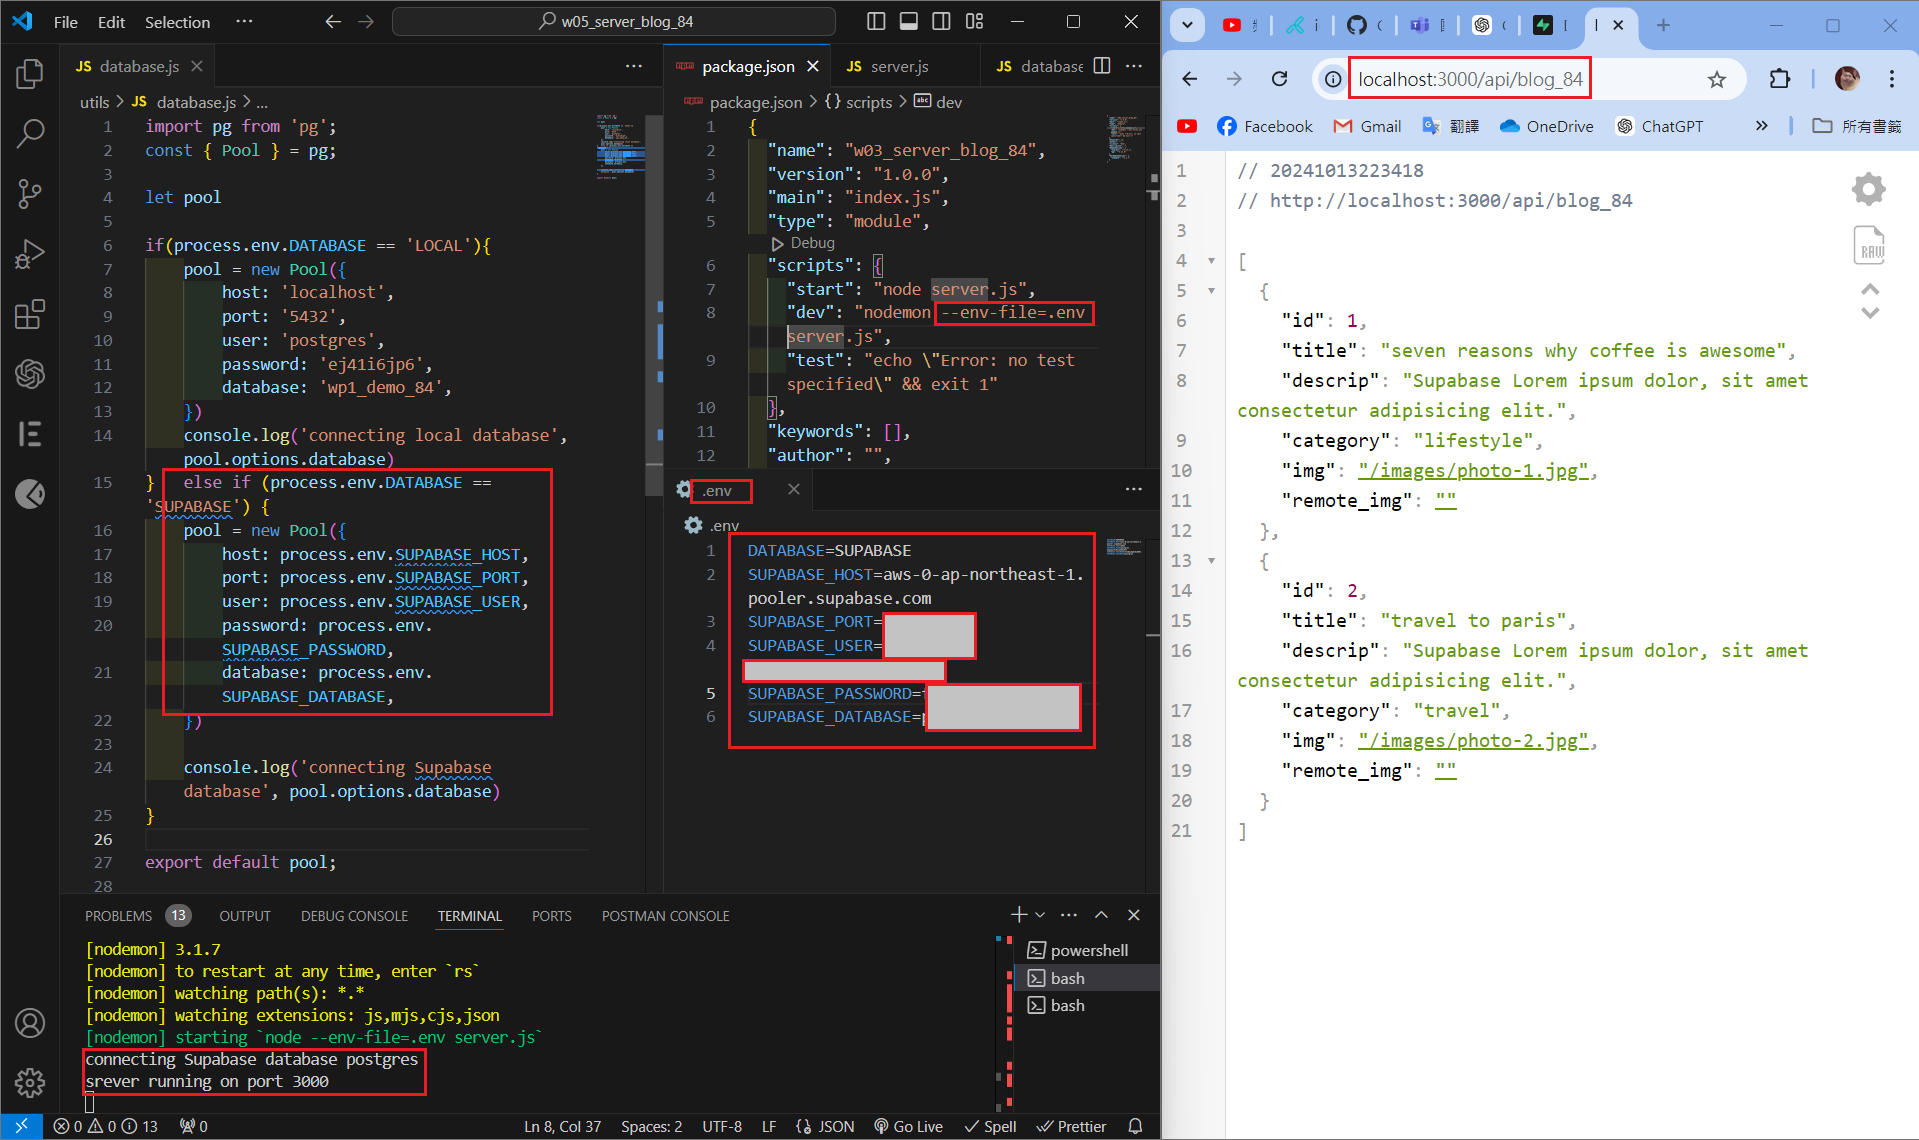 File Edit Selection ··· w05_server_blog_84
JS database.js
utils > JS database.js > ...
1 import pg from 'pg';
2 const { Pool } = pg;
3
4 let pool
5
6 if(process.env.DATABASE == 'LOCAL'){
7 pool = new Pool({
8 host: 'localhost',
9 port: '5432',
10 user: 'postgres',
11 password: 'ej41i6jp6',
12 database: 'wp1_demo_84',
13 })
14 console.log('connecting local database',
pool.options.database)
15 } else if (process.env.DATABASE ==
'SUPABASE') {
16 pool = new Pool({
17 host: process.env.SUPABASE_HOST,
18 port: process.env.SUPABASE_PORT,
19 user: process.env.SUPABASE_USER,
20 password: process.env.
SUPABASE_PASSWORD,
21 database: process.env.
SUPABASE_DATABASE,
22 })
23
24 console.log('connecting Supabase
database', pool.options.database)
25 }
26
27 export default pool;
28
package.json JS server.js JS database
package.json > {} scripts > abc dev
1 {
2 "name": "w03_server_blog_84",
3 "version": "1.0.0",
4 "main": "index.js",
5 "type": "module",
Debug
6 "scripts": {
7 "start": "node server.js",
8 "dev": "nodemon --env-file=.env
server.js",
9 "test": "echo \"Error: no test
specified\" && exit 1"
10 },
11 "keywords": [],
12 "author": "",
.env
.env
1 DATABASE=SUPABASE
2 SUPABASE_HOST=aws-0-ap-northeast-1.
pooler.supabase.com
3 SUPABASE_PORT=
4 SUPABASE_USER=
5 SUPABASE_PASSWORD=
6 SUPABASE_DATABASE=p
PROBLEMS 13 OUTPUT DEBUG CONSOLE TERMINAL PORTS POSTMAN CONSOLE
[nodemon] 3.1.7
[nodemon] to restart at any time, enter `rs`
[nodemon] watching path(s): *.*
[nodemon] watching extensions: js,mjs,cjs,json
[nodemon] starting `node --env-file=.env server.js`
connecting Supabase database postgres
srever running on port 3000
powershell
bash
bash
0 0 13 0 Ln 8, Col 37 Spaces: 2 UTF-8 LF {} JSON Go Live Spell Prettier
localhost:3000/api/blog_84
Facebook Gmail 翻譯 OneDrive ChatGPT » 所有書籤
1 // 20241013223418
2 // http://localhost:3000/api/blog_84
3
4 [
5 {
6 "id": 1,
7 "title": "seven reasons why coffee is awesome",
8 "descrip": "Supabase Lorem ipsum dolor, sit amet
consectetur adipisicing elit.",
9 "category": "lifestyle",
10 "img": "/images/photo-1.jpg",
11 "remote_img": ""
12 },
13 {
14 "id": 2,
15 "title": "travel to paris",
16 "descrip": "Supabase Lorem ipsum dolor, sit amet
consectetur adipisicing elit.",
17 "category": "travel",
18 "img": "/images/photo-2.jpg",
19 "remote_img": ""
20 }
21 ]
RAW